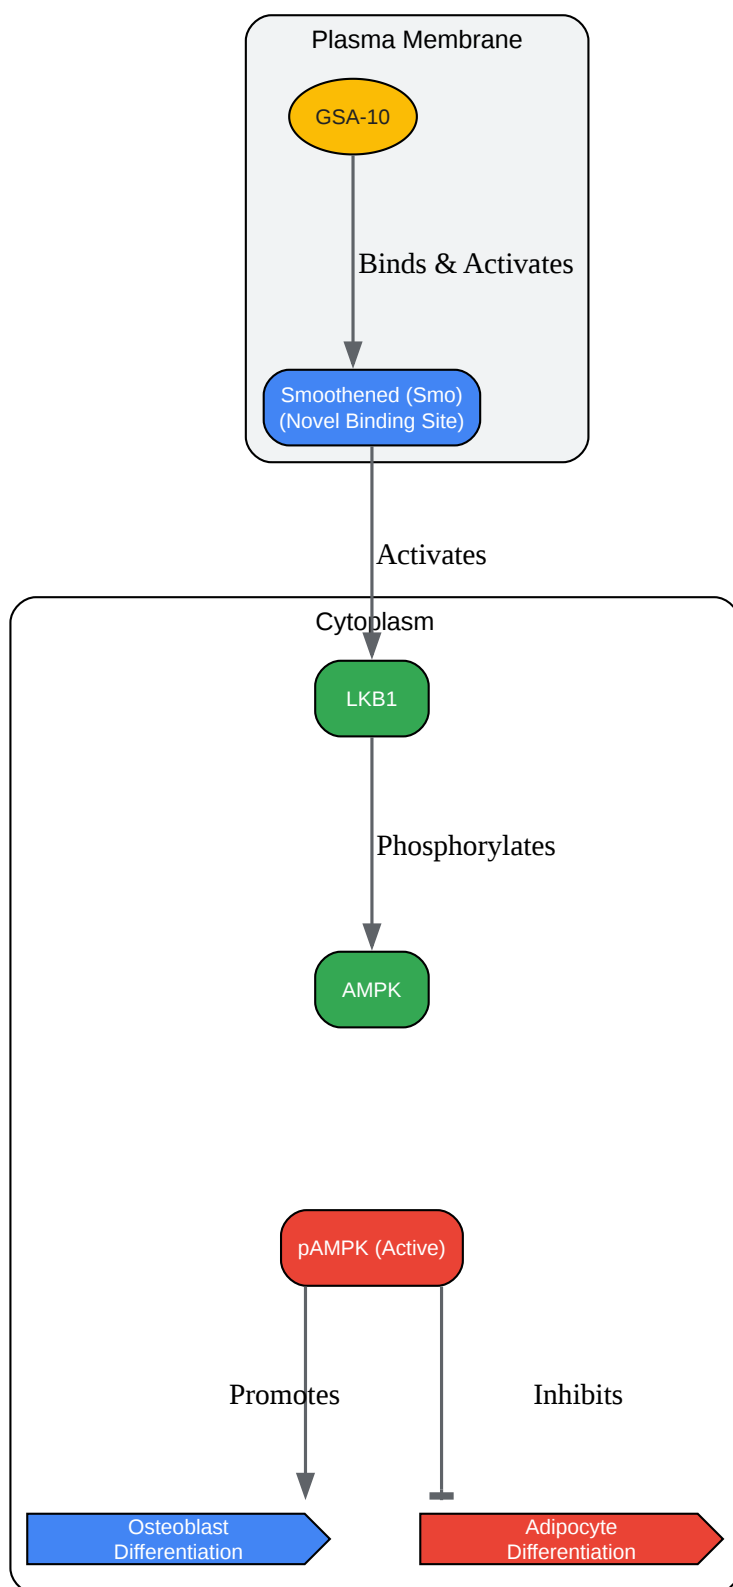 Plasma Membrane
GSA-10
Binds & Activates
Smoothened (Smo)
(Novel Binding Site)
Activates
Cytoplasm
LKB1
Phosphorylates
AMPK
pAMPK (Active)
Promotes
Inhibits
Osteoblast
Differentiation
Adipocyte
Differentiation